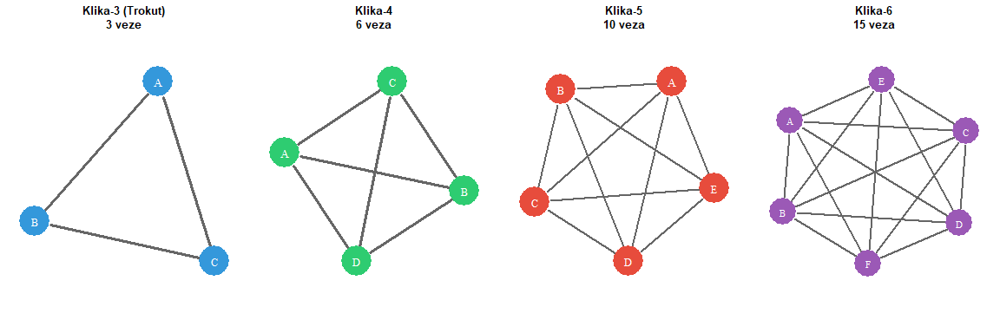 Klika-3 (Trokut)
3 veze
A
B
C
Klika-4
6 veza
C
A
B
D
Klika-5
10 veza
A
B
E
C
D
Klika-6
15 veza
E
A
C
B
D
F